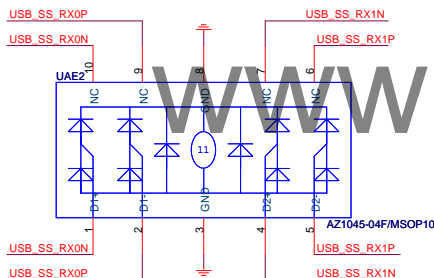 USB_SS_RX0P USB_SS_RX1N
USB_SS_RX0N USB_SS_RX1P
10 9 8 7 6
UAE2
NC NC GND NC NC
WWW
11
D1+ D1- GND D2+ D2-
AZ1045-04F/MSOP10
1 2 3 4 5
USB_SS_RX0N USB_SS_RX1P
USB_SS_RX0P USB_SS_RX1N